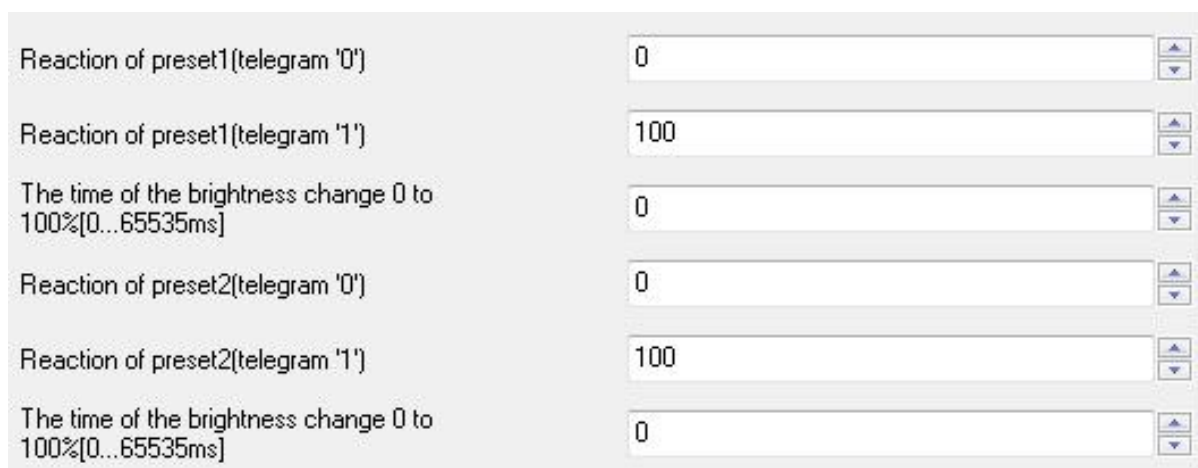 Reaction of preset1(telegram '0')
0
Reaction of preset1(telegram '1')
100
The time of the brightness change 0 to
100%[0...65535ms]
0
Reaction of preset2(telegram '0')
0
Reaction of preset2(telegram '1')
100
The time of the brightness change 0 to
100%[0...65535ms]
0